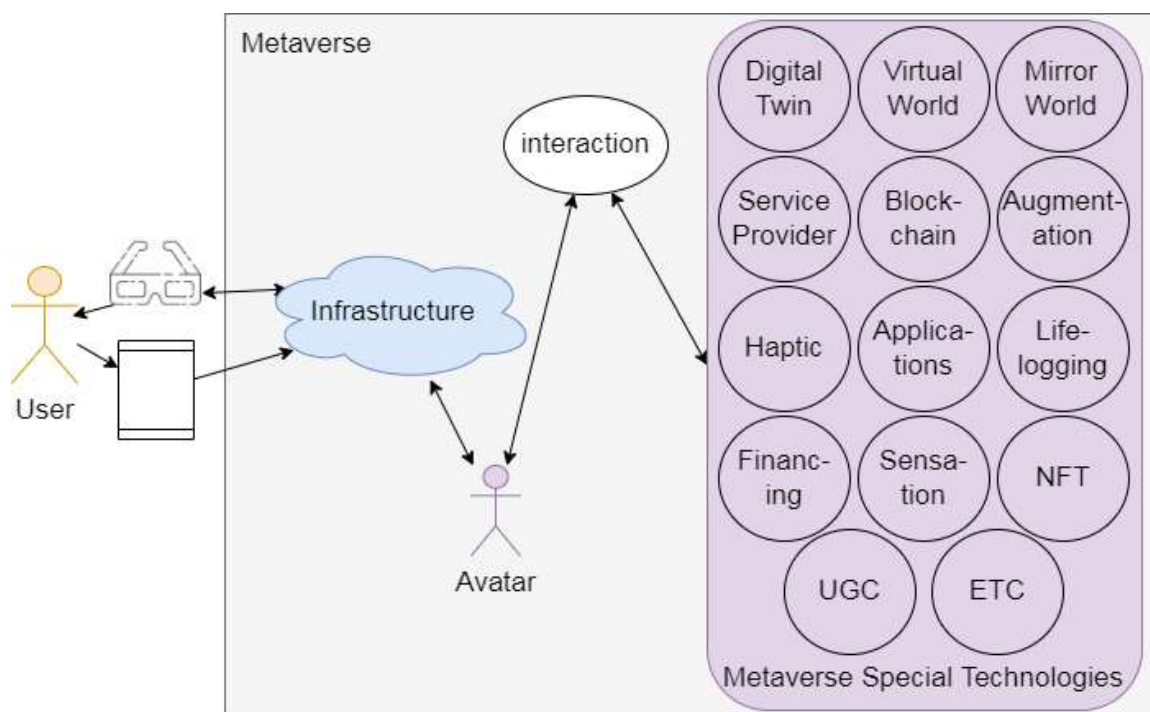 Metaverse
Digital
Twin
Virtual
World
Mirror
World
interaction
Service
Provider
Block-
chain
Augment-
ation
Infrastructure
Haptic
Applica-
tions
Life-
logging
User
Financ-
ing
Sensa-
tion
NFT
Avatar
UGC
ETC
Metaverse Special Technologies